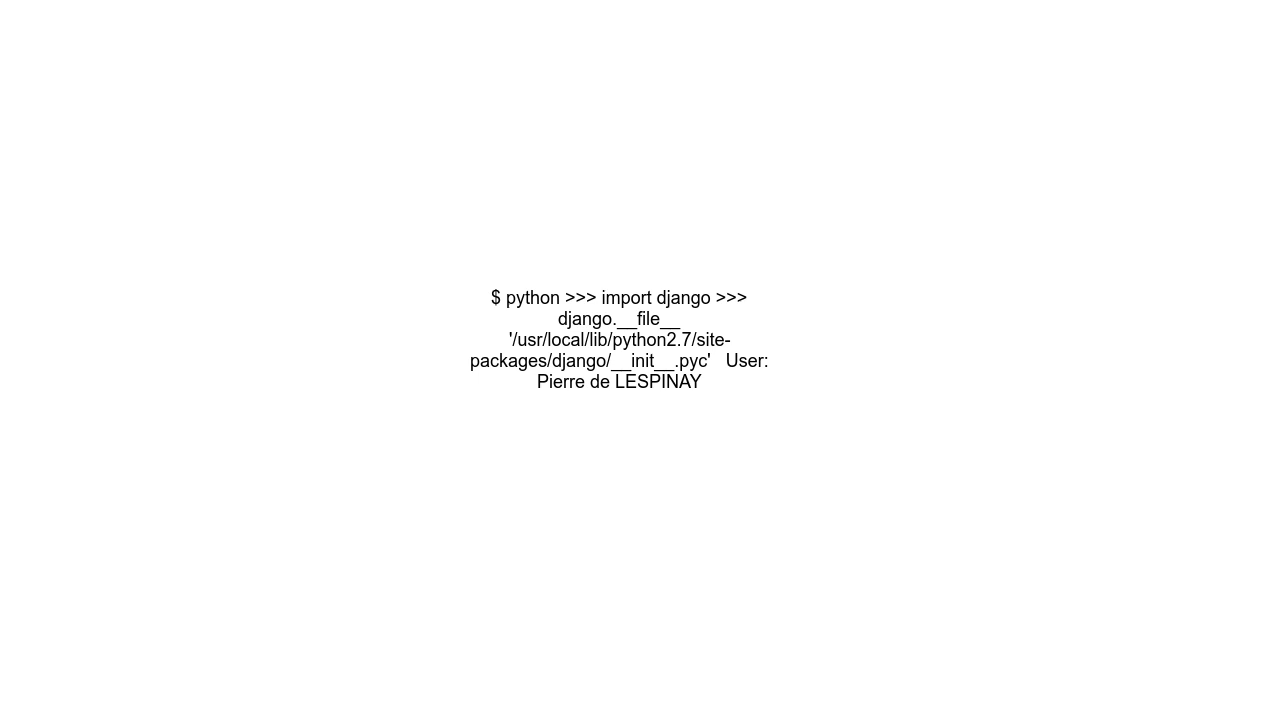 $ python >>> import django >>>
django.__file__
'/usr/local/lib/python2.7/site-
packages/django/__init__.pyc'   User:
Pierre de LESPINAY